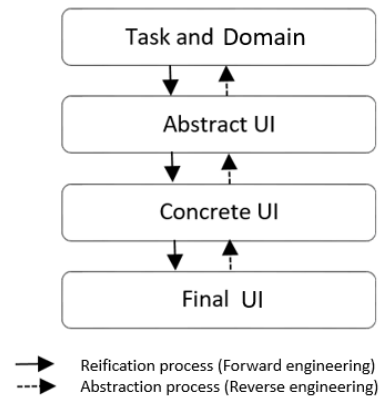 Task and Domain
Abstract UI
Concrete UI
Final UI
Reification process (Forward engineering)
Abstraction process (Reverse engineering)